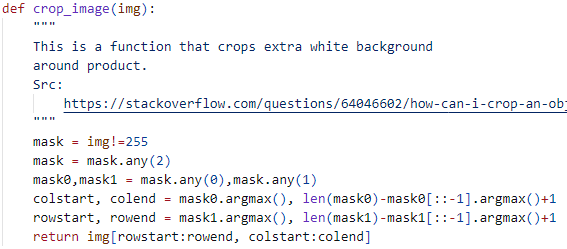 def crop_image(img):
    """
    This is a function that crops extra white background
    around product.
    Src:
        https://stackoverflow.com/questions/64046602/how-can-i-crop-an-obj
    """
    mask = img!=255
    mask = mask.any(2)
    mask0,mask1 = mask.any(0),mask.any(1)
    colstart, colend = mask0.argmax(), len(mask0)-mask0[::-1].argmax()+1
    rowstart, rowend = mask1.argmax(), len(mask1)-mask1[::-1].argmax()+1
    return img[rowstart:rowend, colstart:colend]